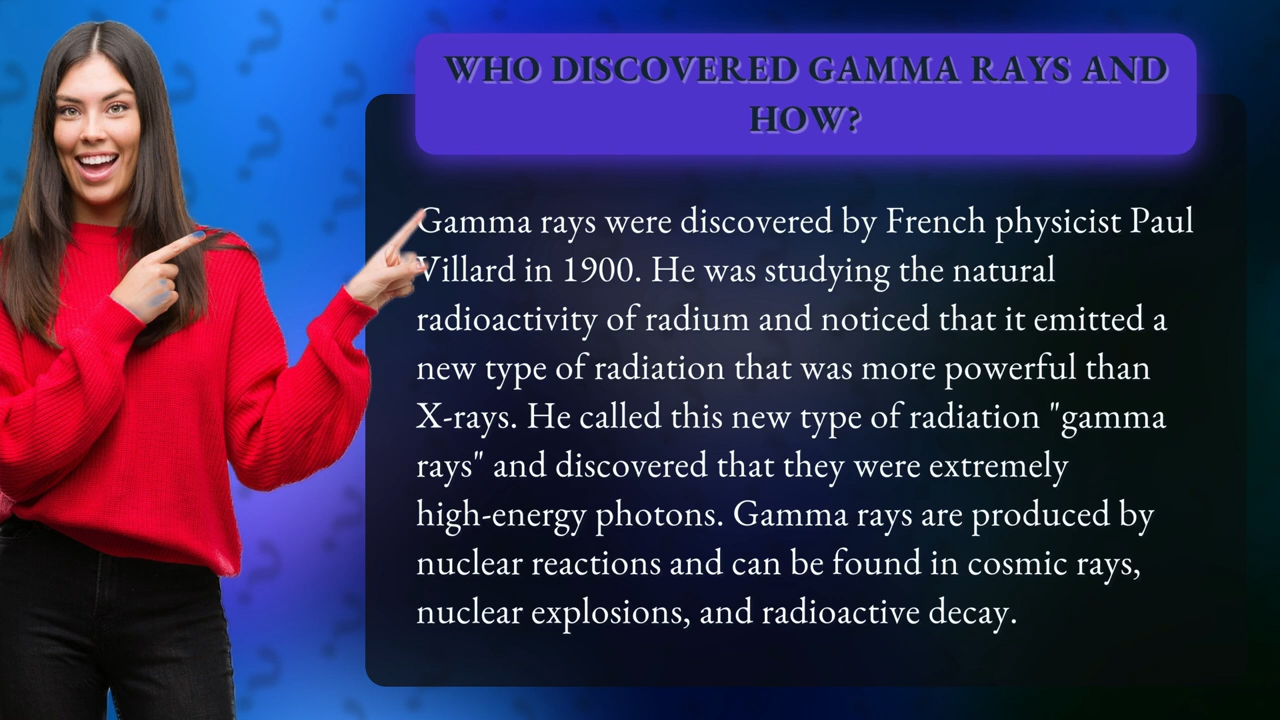 WHO DISCOVERED GAMMA RAYS AND
HOW?
Gamma rays were discovered by French physicist Paul
Villard in 1900. He was studying the natural
radioactivity of radium and noticed that it emitted a
new type of radiation that was more powerful than
X-rays. He called this new type of radiation "gamma
rays" and discovered that they were extremely
high-energy photons. Gamma rays are produced by
nuclear reactions and can be found in cosmic rays,
nuclear explosions, and radioactive decay.